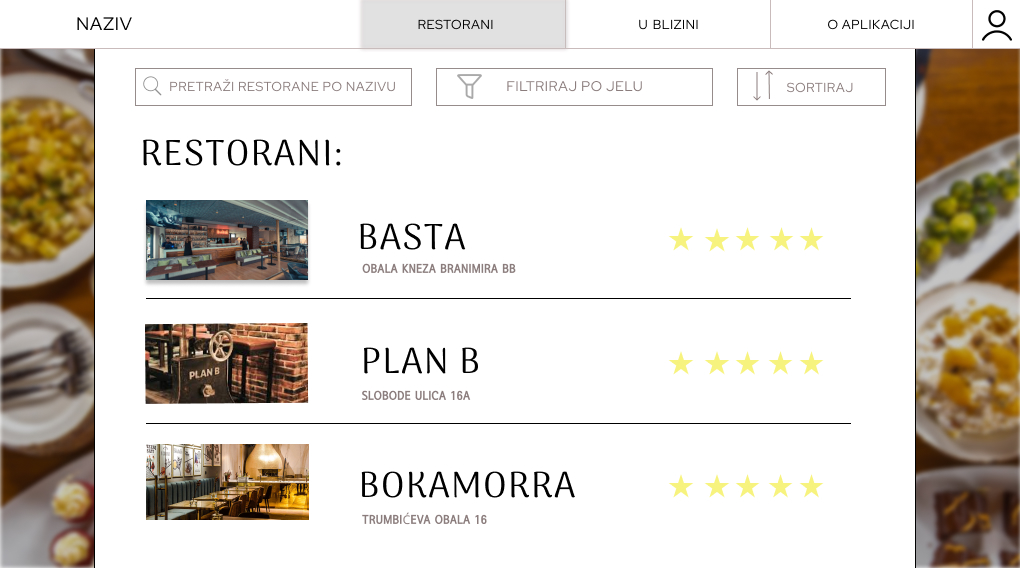 NAZIV
RESTORANI
U BLIZINI
O APLIKACIJI
PRETRAŽI RESTORANE PO NAZIVU
FILTRIRAJ PO JELU
SORTIRAJ
RESTORANI:
BASTA
OBALA KNEZA BRANIMIRA BB
PLAN B
PLAN B
SLOBODE ULICA 16A
BOKAMORRA
TRUMBIĆEVA OBALA 16